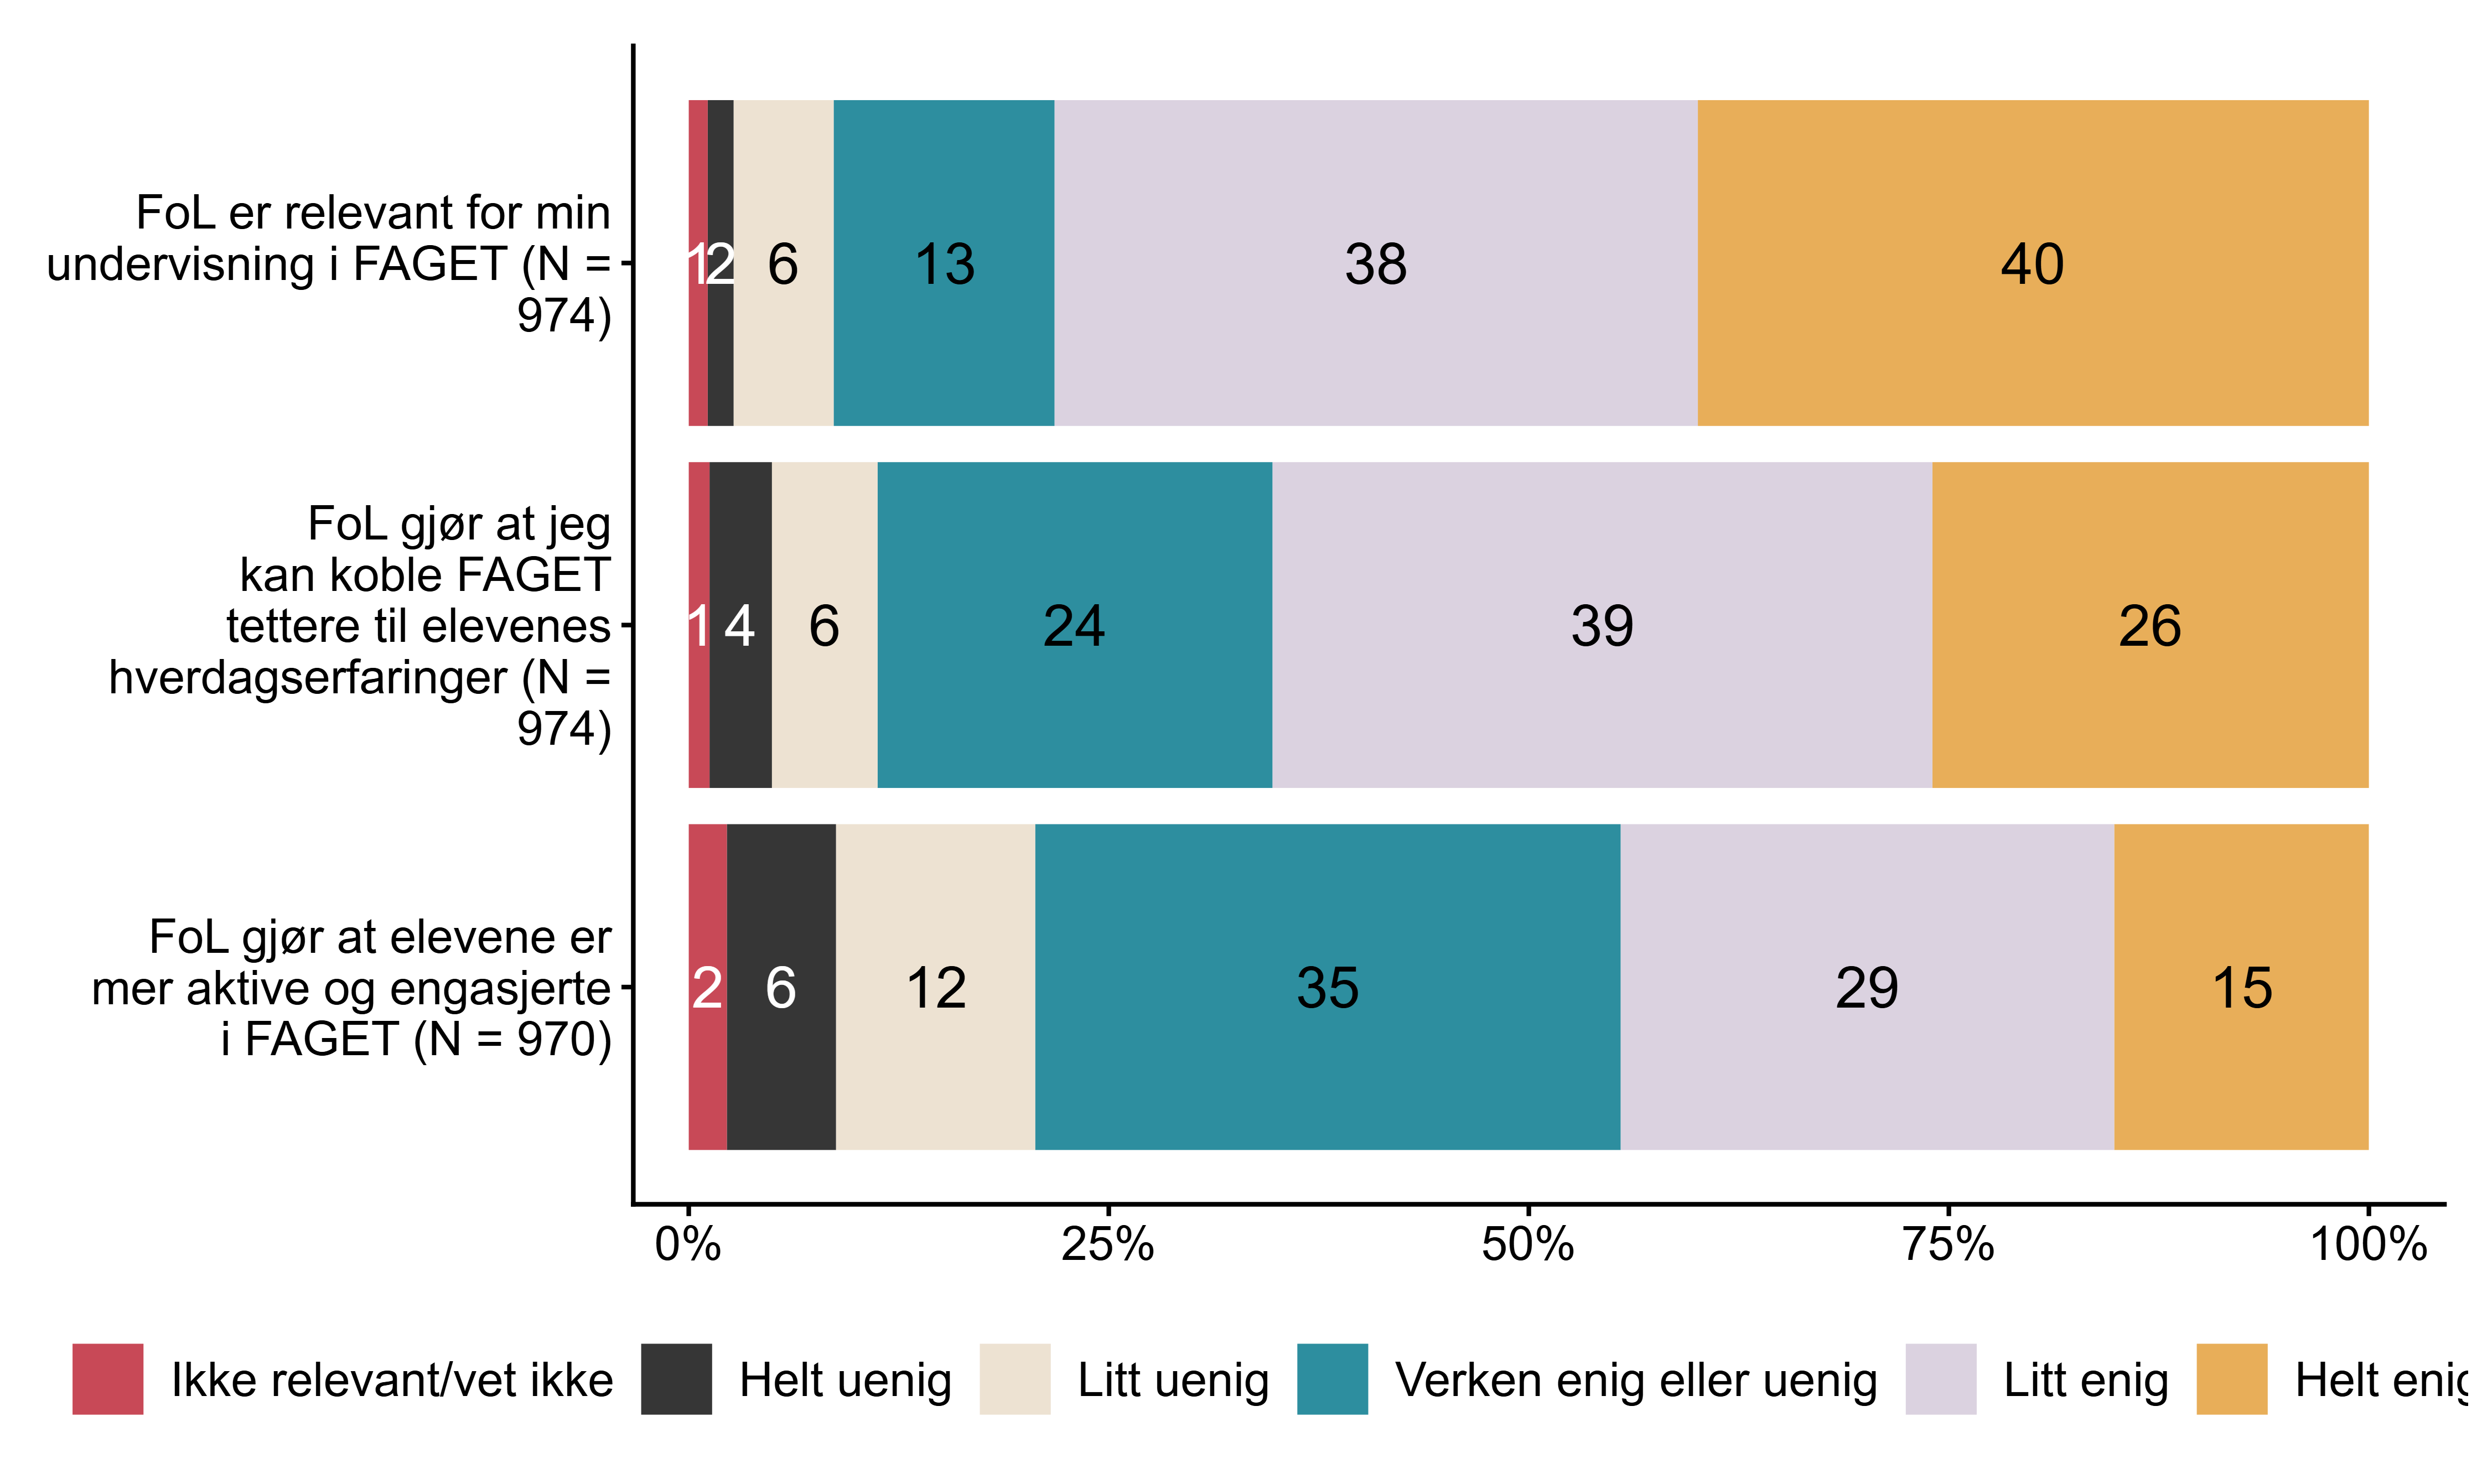 FoL er relevant for min
undervisning i FAGET (N =
974)
1 2 6 13 38 40
FoL gjør at jeg
kan koble FAGET
tettere til elevenes
hverdagserfaringer (N =
974)
1 4 6 24 39 26
FoL gjør at elevene er
mer aktive og engasjerte
i FAGET (N = 970)
2 6 12 35 29 15
0% 25% 50% 75% 100%
Ikke relevant/vet ikke Helt uenig Litt uenig Verken enig eller uenig Litt enig Helt enig